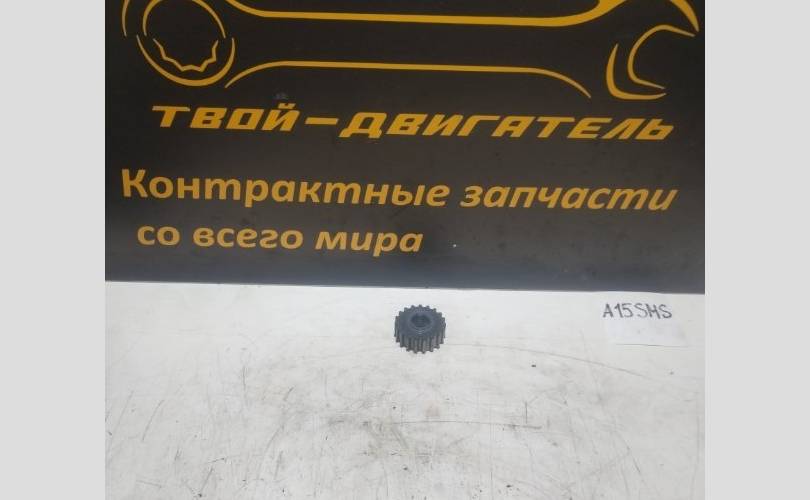 ТВОЙ-ДВИГАТЕЛЬ
Контрактные запчасти
со всего мира
A15SMS